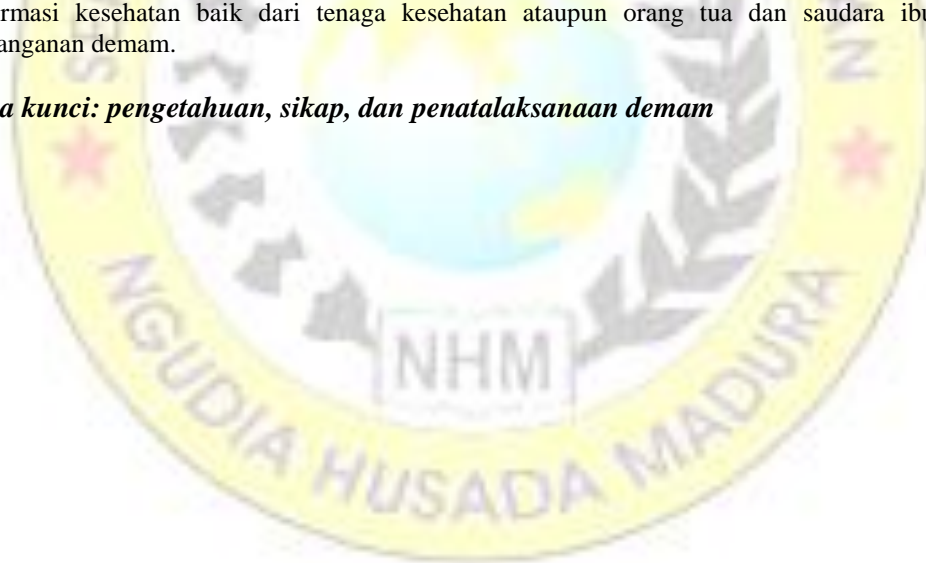 rmasi kesehatan baik dari tenaga kesehatan ataupun orang tua dan saudara ibu
anganan demam.
a kunci: pengetahuan, sikap, dan penatalaksanaan demam
NHM
NGUDIA HUSADA MADURA